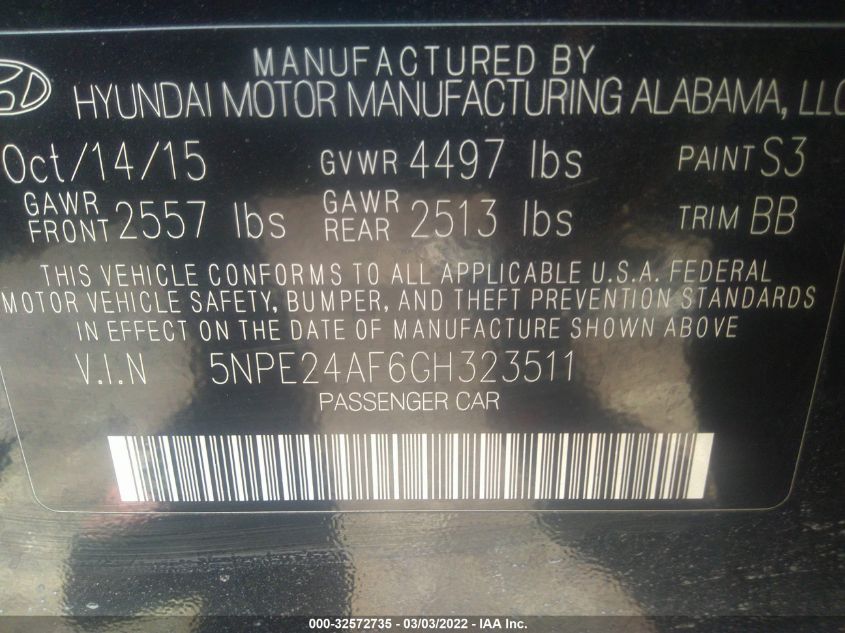 MANUFACTURED BY
HYUNDAI MOTOR MANUFACTURING ALABAMA, LLC
Oct/14/15 GVWR 4497 lbs PAINT S3
GAWR FRONT 2557 lbs GAWR REAR 2513 lbs TRIM BB
THIS VEHICLE CONFORMS TO ALL APPLICABLE U.S.A. FEDERAL
MOTOR VEHICLE SAFETY, BUMPER, AND THEFT PREVENTION STANDARDS
IN EFFECT ON THE DATE OF MANUFACTURE SHOWN ABOVE
V.I.N 5NPE24AF6GH323511
PASSENGER CAR
000-32572735 - 03/03/2022 - IAA Inc.